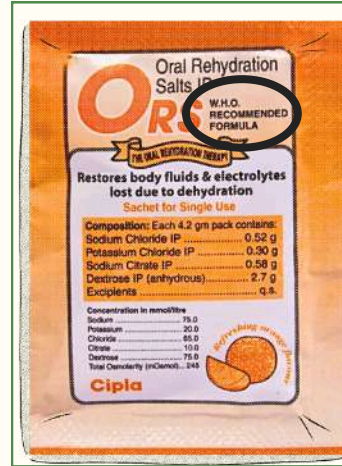 Oral Rehydration
Salts IP
ORS
W.H.O.
RECOMMENDED
FORMULA
THE ORAL REHYDRATION THERAPY
Restores body fluids & electrolytes
lost due to dehydration
Sachet for Single Use
Composition: Each 4.2 gm pack contains:
Sodium Chloride IP .................. 0.52 g
Potassium Chloride IP ............. 0.30 g
Sodium Citrate IP ................... 0.58 g
Dextrose IP (anhydrous) .......... 2.7 g
Excipients ............................. q.s.
Concentration in mmol/litre
Sodium ........................ 75.0
Potassium .................... 20.0
Chloride ....................... 65.0
Citrate ......................... 10.0
Dextrose ...................... 75.0
Total Osmolarity (mOsmol)... 245
Refreshing orange flavour
Cipla